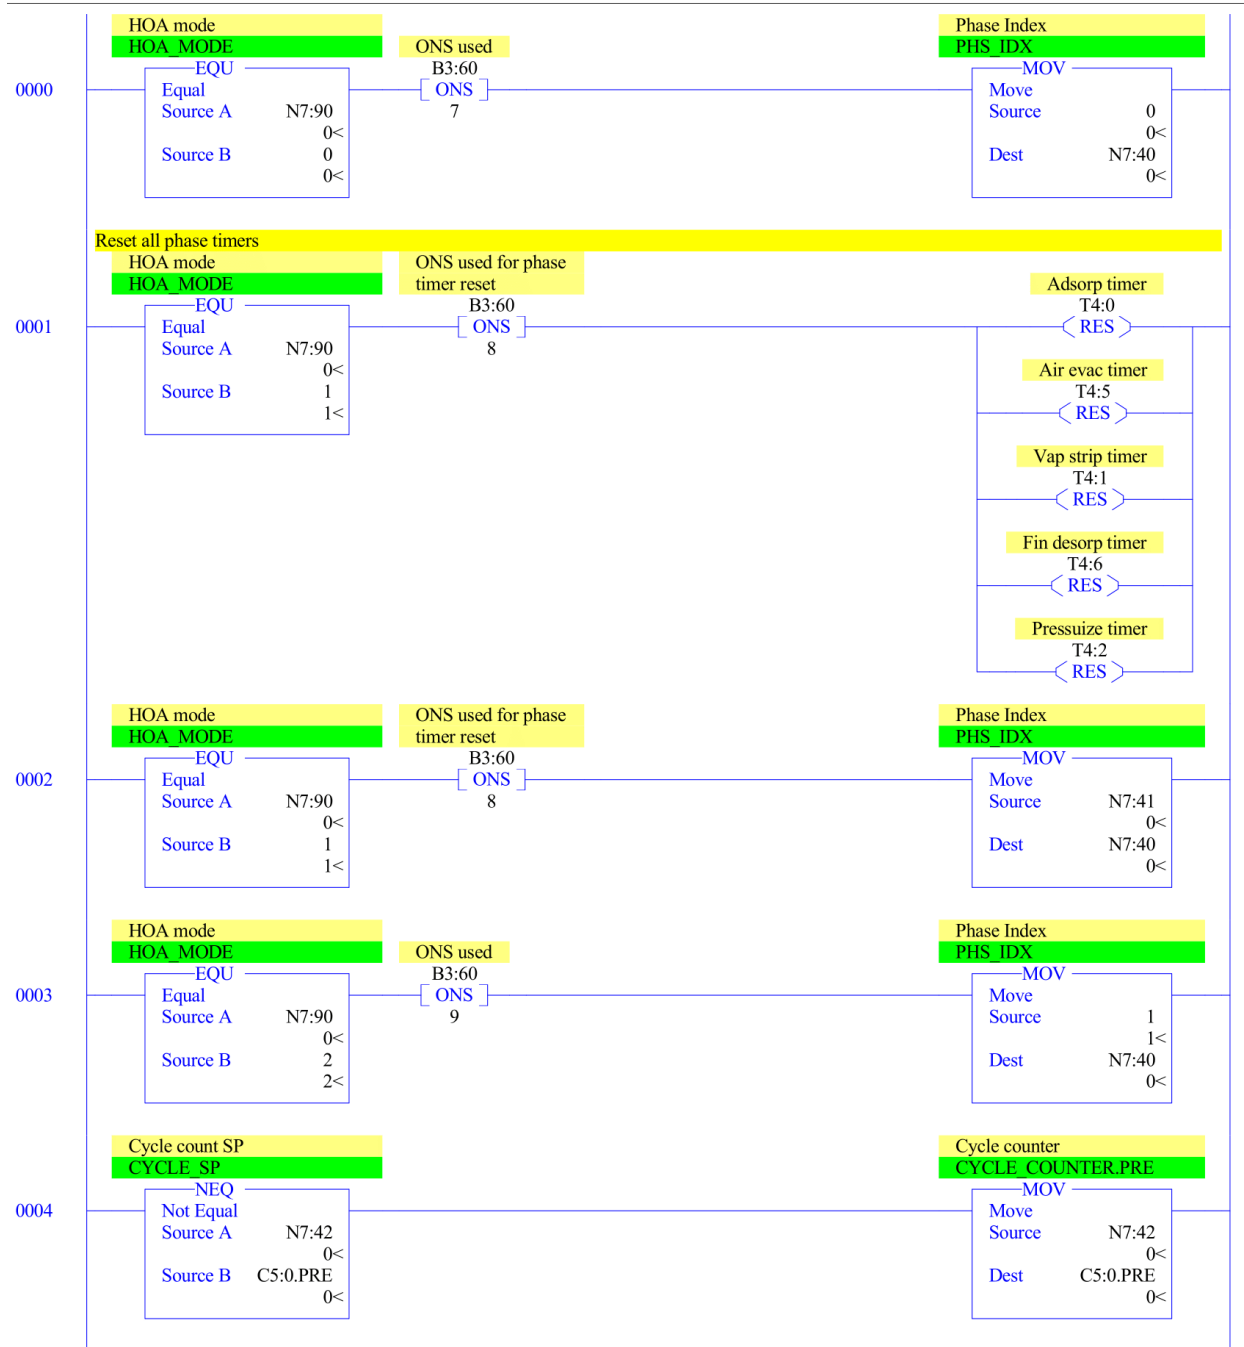 HOA mode
HOA_MODE
EQU
Equal
Source A N7:90
0<
Source B 0
0<
ONS used
B3:60
ONS
7
Phase Index
PHS_IDX
MOV
Move
Source 0
0<
Dest N7:40
0<
0000
Reset all phase timers
HOA mode
HOA_MODE
EQU
Equal
Source A N7:90
0<
Source B 1
1<
ONS used for phase
timer reset
B3:60
ONS
8
Adsorp timer
T4:0
RES
Air evac timer
T4:5
RES
Vap strip timer
T4:1
RES
Fin desorp timer
T4:6
RES
Pressuize timer
T4:2
RES
0001
HOA mode
HOA_MODE
EQU
Equal
Source A N7:90
0<
Source B 1
1<
ONS used for phase
timer reset
B3:60
ONS
8
Phase Index
PHS_IDX
MOV
Move
Source N7:41
0<
Dest N7:40
0<
0002
HOA mode
HOA_MODE
EQU
Equal
Source A N7:90
0<
Source B 2
2<
ONS used
B3:60
ONS
9
Phase Index
PHS_IDX
MOV
Move
Source 1
1<
Dest N7:40
0<
0003
Cycle count SP
CYCLE_SP
NEQ
Not Equal
Source A N7:42
0<
Source B C5:0.PRE
0<
Cycle counter
CYCLE_COUNTER.PRE
MOV
Move
Source N7:42
0<
Dest C5:0.PRE
0<
0004